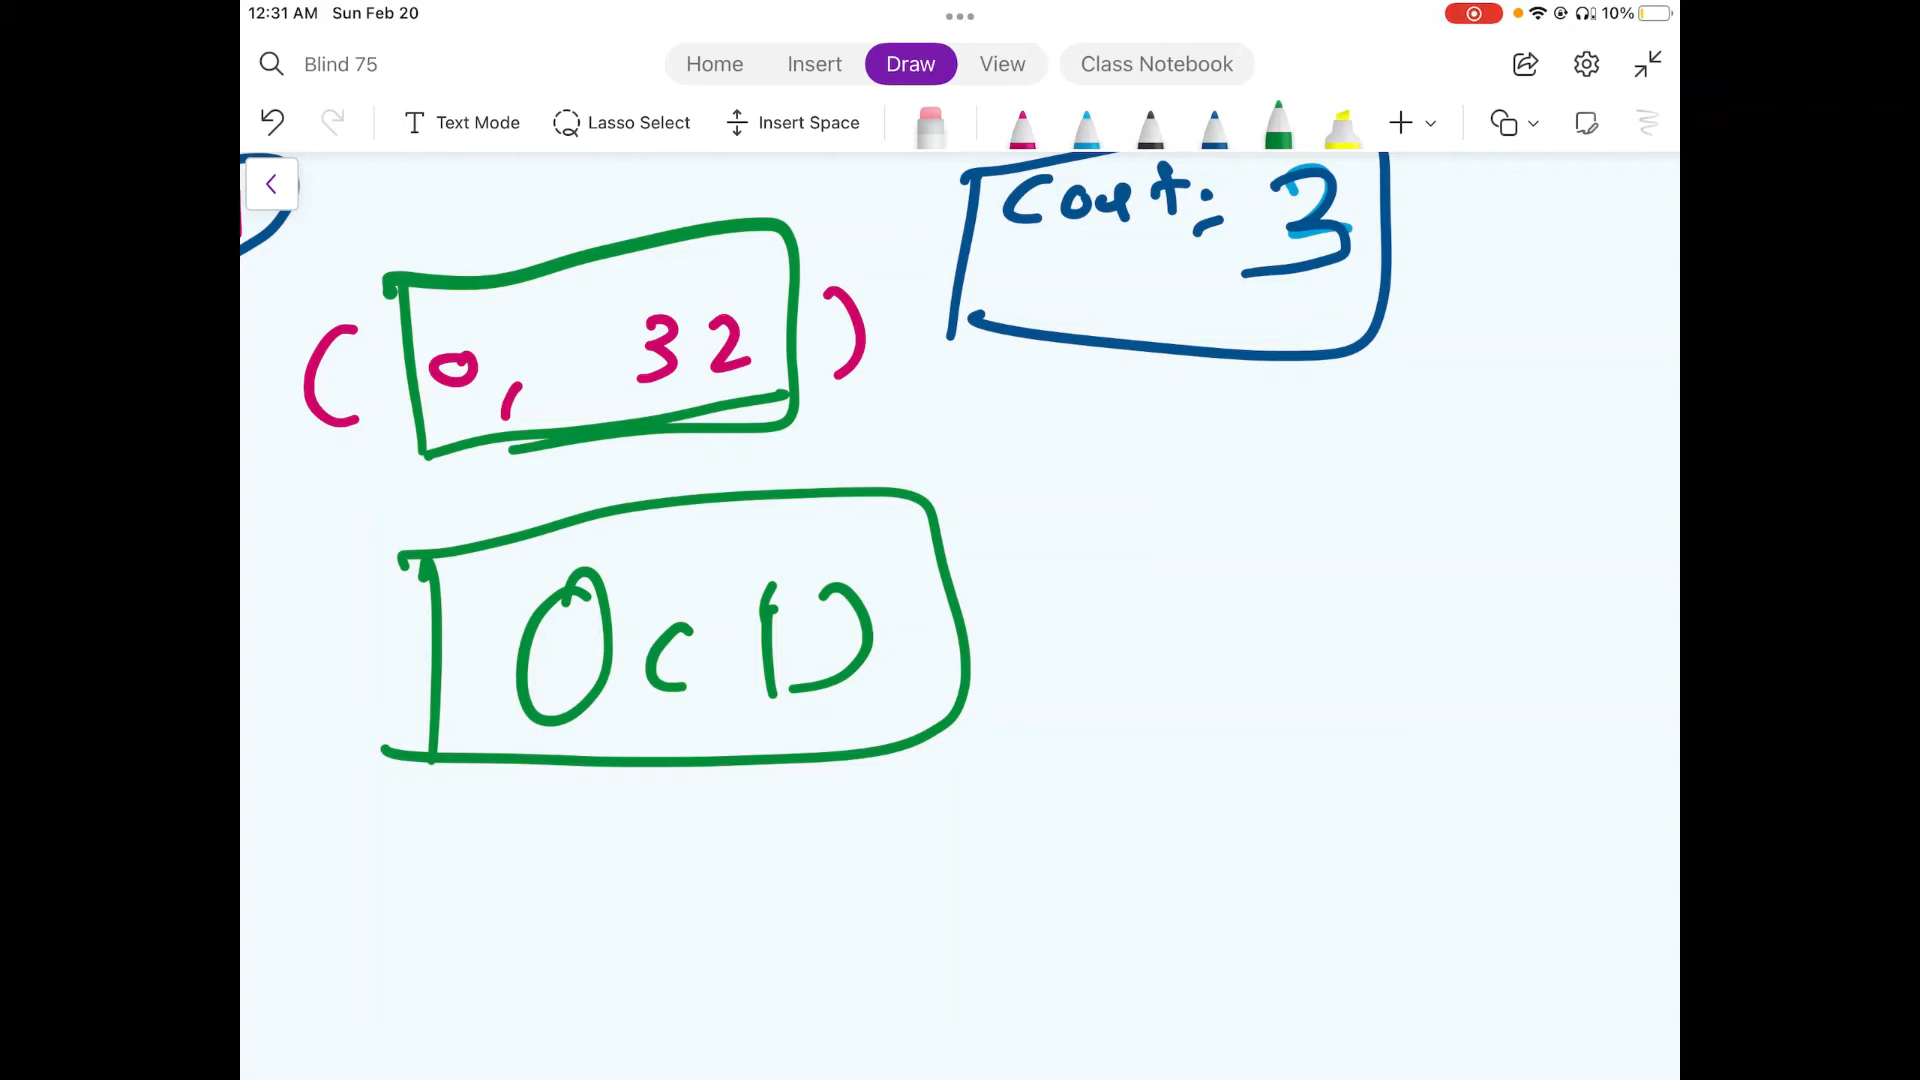 12:31 AM Sun Feb 20
10%
Blind 75
Home Insert Draw View Class Notebook
Text Mode Lasso Select Insert Space
Cout: 3
( 0, 32 )
O(1)